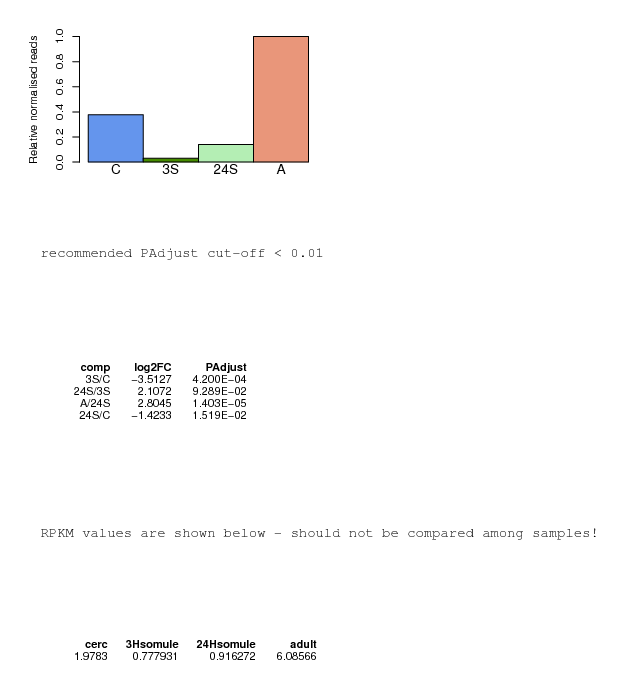 Relative normalised reads
1.0
0.8
0.6
0.4
0.2
0.0
C 3S 24S A
recommended PAdjust cut-off < 0.01
comp log2FC PAdjust
3S/C −3.5127 4.200E−04
24S/3S 2.1072 9.289E−02
A/24S 2.8045 1.403E−05
24S/C −1.4233 1.519E−02
RPKM values are shown below - should not be compared among samples!
cerc 3Hsomule 24Hsomule adult
1.9783 0.777931 0.916272 6.08566